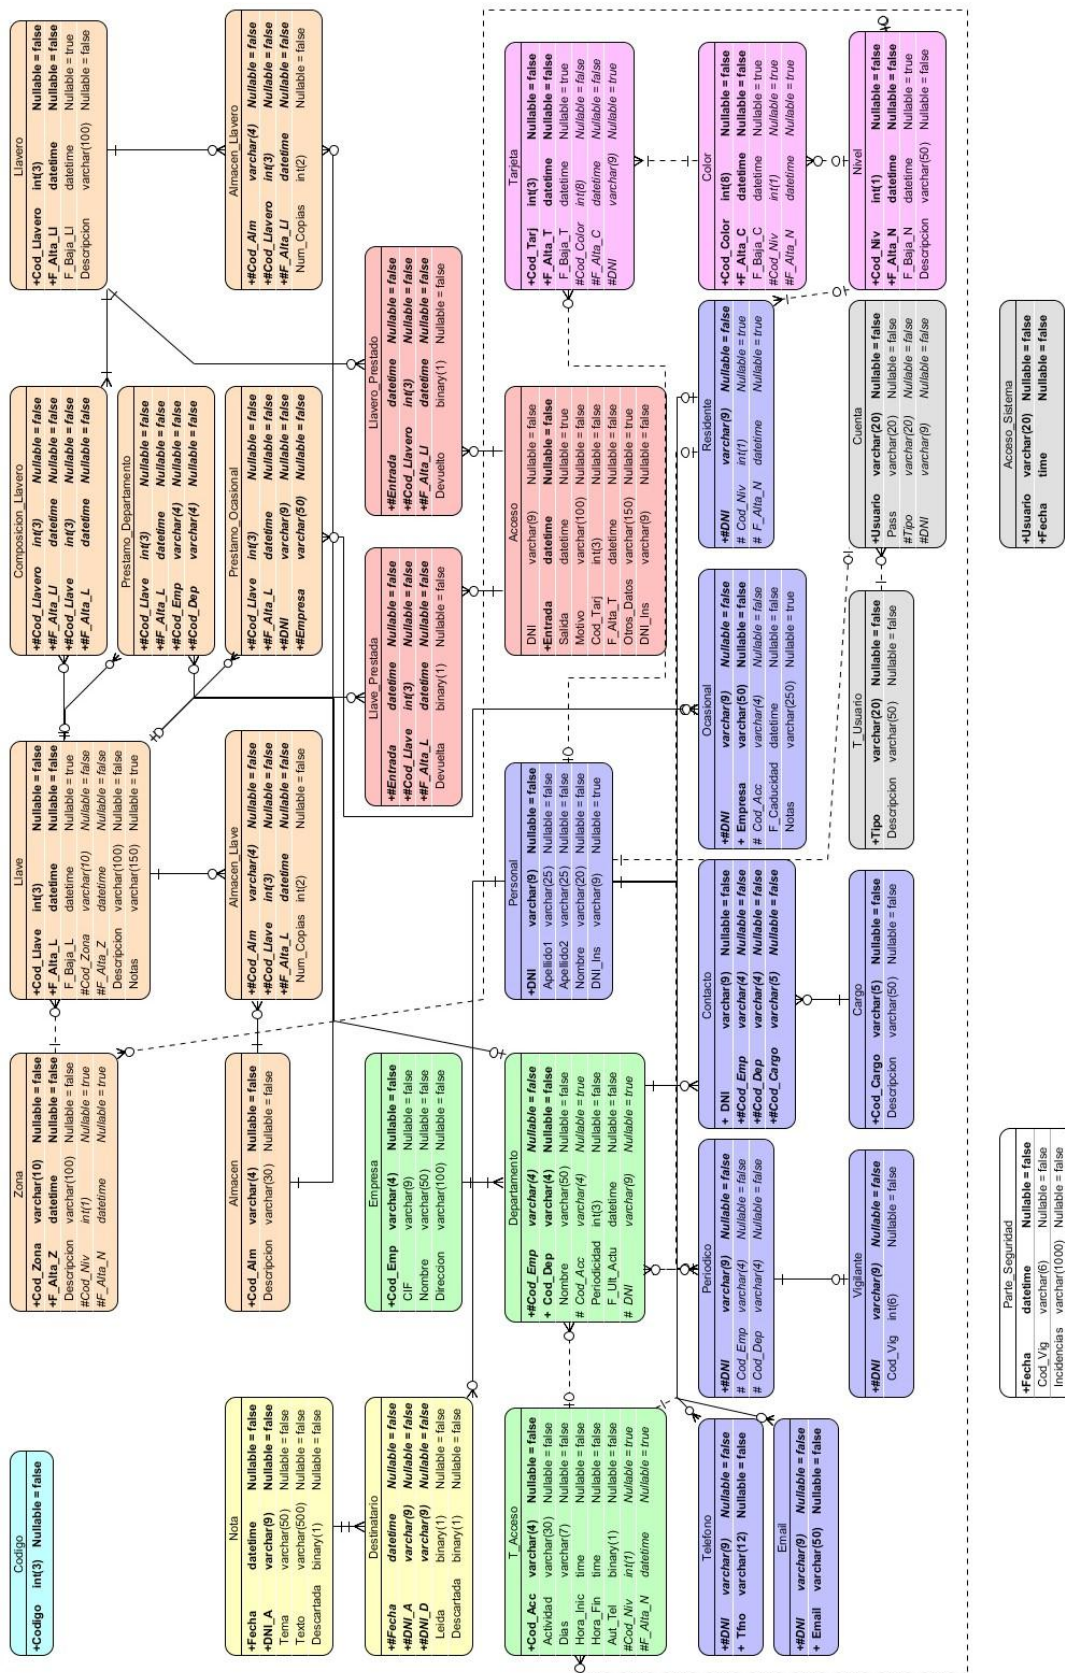 Codigo
+Codigo int(3) Nullable = false
Zona
+Cod_Zona varchar(10) Nullable = false
+F_Alta_Z datetime Nullable = false
Descripcion varchar(100) Nullable = false
#Cod_Niv int(1) Nullable = true
#F_Alta_N datetime Nullable = true
Llave
+Cod_Llave int(3) Nullable = false
+F_Alta_L datetime Nullable = false
F_Baja_L datetime Nullable = true
#Cod_Zona varchar(10) Nullable = false
#F_Alta_Z datetime Nullable = false
Descripcion varchar(100) Nullable = false
Notas varchar(150) Nullable = true
Composicion_Llavero
+#Cod_Llavero int(3) Nullable = false
+#F_Alta_Ll datetime Nullable = false
+#Cod_Llave int(3) Nullable = false
+#F_Alta_L datetime Nullable = false
Llavero
+Cod_Llavero int(3) Nullable = false
+F_Alta_Ll datetime Nullable = false
F_Baja_Ll datetime Nullable = true
Descripcion varchar(100) Nullable = false
Prestamo_Departamento
+#Cod_Llave int(3) Nullable = false
+#F_Alta_L datetime Nullable = false
+#Cod_Emp varchar(4) Nullable = false
+#Cod_Dep varchar(4) Nullable = false
Nota
+Fecha datetime Nullable = false
+DNI_A varchar(9) Nullable = false
Tema varchar(50) Nullable = false
Texto varchar(500) Nullable = false
Descartada binary(1) Nullable = false
Almacen
+Cod_Alm varchar(4) Nullable = false
Descripcion varchar(30) Nullable = false
Almacen_Llave
+#Cod_Alm varchar(4) Nullable = false
+#Cod_Llave int(3) Nullable = false
+#F_Alta_L datetime Nullable = false
Num_Copias int(2) Nullable = false
Prestamo_Ocasional
+#Cod_Llave int(3) Nullable = false
+#F_Alta_L datetime Nullable = false
+#DNI varchar(9) Nullable = false
+#Empresa varchar(50) Nullable = false
Almacen_Llavero
+#Cod_Alm varchar(4) Nullable = false
+#Cod_Llavero int(3) Nullable = false
+#F_Alta_Ll datetime Nullable = false
Num_Copias int(2) Nullable = false
Destinatario
+#Fecha datetime Nullable = false
+#DNI_A varchar(9) Nullable = false
+#DNI_D varchar(9) Nullable = false
Leida binary(1) Nullable = false
Descartada binary(1) Nullable = false
Empresa
+Cod_Emp varchar(4) Nullable = false
CIF varchar(9) Nullable = false
Nombre varchar(50) Nullable = false
Direccion varchar(100) Nullable = false
Llave_Prestada
+#Entrada datetime Nullable = false
+#Cod_Llave int(3) Nullable = false
+#F_Alta_L datetime Nullable = false
Devuelta binary(1) Nullable = false
Llavero_Prestado
+#Entrada datetime Nullable = false
+#Cod_Llavero int(3) Nullable = false
+#F_Alta_Ll datetime Nullable = false
Devuelto binary(1) Nullable = false
T_Acceso
+Cod_Acc varchar(4) Nullable = false
Actividad varchar(30) Nullable = false
Dias varchar(7) Nullable = false
Hora_Inic time Nullable = false
Hora_Fin time Nullable = false
Aut_Tel binary(1) Nullable = false
#Cod_Niv int(1) Nullable = true
#F_Alta_N datetime Nullable = true
Departamento
+#Cod_Emp varchar(4) Nullable = false
+ Cod_Dep varchar(4) Nullable = false
Nombre varchar(50) Nullable = false
# Cod_Acc varchar(4) Nullable = true
Periodicidad int(3) Nullable = false
F_Ult_Actu datetime Nullable = false
# DNI varchar(9) Nullable = true
Personal
+DNI varchar(9) Nullable = false
Apellido1 varchar(25) Nullable = false
Apellido2 varchar(25) Nullable = false
Nombre varchar(20) Nullable = false
DNI_Ins varchar(9) Nullable = true
Acceso
DNI varchar(9) Nullable = false
+Entrada datetime Nullable = false
Salida datetime Nullable = true
Motivo varchar(100) Nullable = false
Cod_Tarj int(3) Nullable = false
F_Alta_T datetime Nullable = false
Otros_Datos varchar(150) Nullable = true
DNI_Ins varchar(9) Nullable = false
Tarjeta
+Cod_Tarj int(3) Nullable = false
+F_Alta_T datetime Nullable = false
F_Baja_T datetime Nullable = true
#Cod_Color int(8) Nullable = false
#F_Alta_C datetime Nullable = false
#DNI varchar(9) Nullable = true
Telefono
+#DNI varchar(9) Nullable = false
+ Tfno varchar(12) Nullable = false
Periodico
+#DNI varchar(9) Nullable = false
# Cod_Emp varchar(4) Nullable = false
# Cod_Dep varchar(4) Nullable = false
Contacto
+ DNI varchar(9) Nullable = false
+#Cod_Emp varchar(4) Nullable = false
+#Cod_Dep varchar(4) Nullable = false
+#Cod_Cargo varchar(5) Nullable = false
Ocasional
+#DNI varchar(9) Nullable = false
+ Empresa varchar(50) Nullable = false
# Cod_Acc varchar(4) Nullable = false
F_Caducidad datetime Nullable = false
Notas varchar(250) Nullable = true
Residente
+#DNI varchar(9) Nullable = false
# Cod_Niv int(1) Nullable = true
# F_Alta_N datetime Nullable = true
Color
+Cod_Color int(8) Nullable = false
+F_Alta_C datetime Nullable = false
F_Baja_C datetime Nullable = true
#Cod_Niv int(1) Nullable = true
#F_Alta_N datetime Nullable = true
Email
+#DNI varchar(9) Nullable = false
+ Email varchar(50) Nullable = false
Vigilante
+#DNI varchar(9) Nullable = false
Cod_Vig int(6) Nullable = false
Cargo
+Cod_Cargo varchar(5) Nullable = false
Descripcion varchar(50) Nullable = false
T_Usuario
+Tipo varchar(20) Nullable = false
Descripcion varchar(50) Nullable = false
Cuenta
+Usuario varchar(20) Nullable = false
Pass varchar(20) Nullable = false
#Tipo varchar(20) Nullable = false
#DNI varchar(9) Nullable = false
Nivel
+Cod_Niv int(1) Nullable = false
+F_Alta_N datetime Nullable = false
F_Baja_N datetime Nullable = true
Descripcion varchar(50) Nullable = false
Parte_Seguridad
+Fecha datetime Nullable = false
Cod_Vig varchar(6) Nullable = false
Incidencias varchar(1000) Nullable = false
Acceso_Sistema
+Usuario varchar(20) Nullable = false
+Fecha time Nullable = false